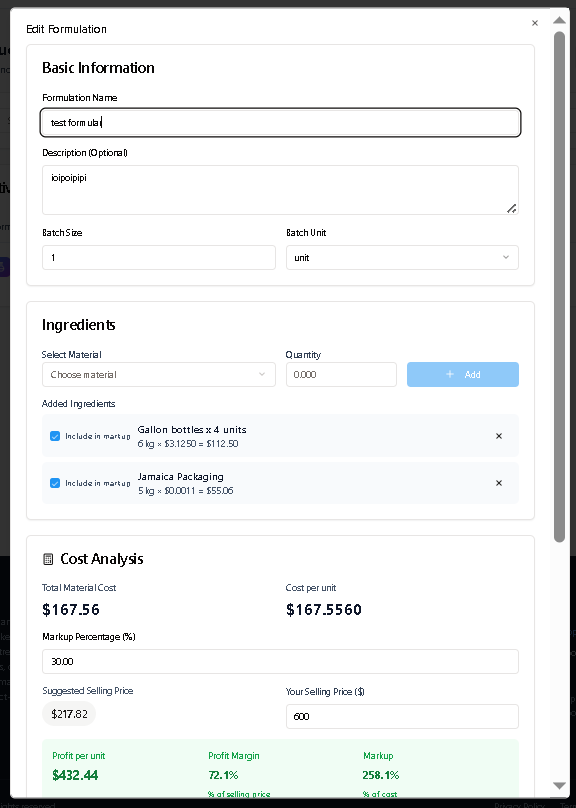 Edit Formulation
×
Basic Information
Formulation Name
test formular
Description (Optional)
ioipoipipi
Batch Size
Batch Unit
1
unit
Ingredients
Select Material
Quantity
Choose material
0.000
+ Add
Added Ingredients
Include in markup
Gallon bottles x 4 units
6 kg × $3.1250 = $112.50
×
Include in markup
Jamaica Packaging
5 kg × $0.0011 = $55.06
×
Cost Analysis
Total Material Cost
Cost per unit
$167.56
$167.5560
Markup Percentage (%)
30.00
Suggested Selling Price
Your Selling Price ($)
$217.82
600
Profit per unit
Profit Margin
Markup
$432.44
72.1%
258.1%
% of selling price
% of cost
Privacy Policy